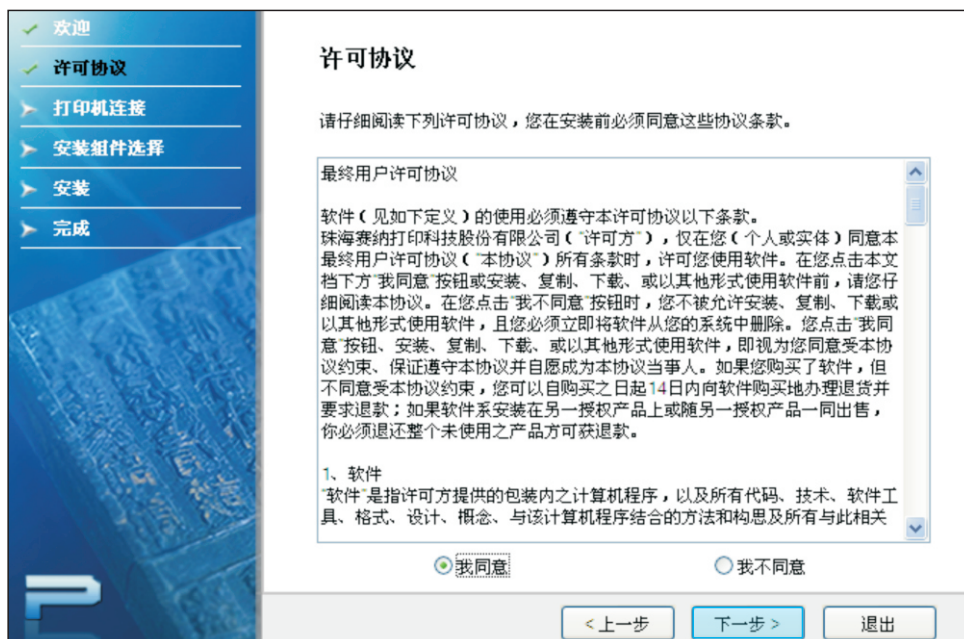 欢迎
许可协议
打印机连接
安装组件选择
安装
完成
许可协议
请仔细阅读下列许可协议，您在安装前必须同意这些协议条款。
最终用户许可协议
软件（见如下定义）的使用必须遵守本许可协议以下条款。
珠海赛纳打印科技股份有限公司（"许可方"），仅在您（个人或实体）同意本
最终用户许可协议（"本协议"）所有条款时，许可您使用软件。在您点击本文
档下方"我同意"按钮或安装、复制、下载、或以其他形式使用软件前，请您仔
细阅读本协议。在您点击"我不同意"按钮时，您不被允许安装、复制、下载或
以其他形式使用软件，且您必须立即将软件从您的系统中删除。您点击"我同
意"按钮、安装、复制、下载、或以其他形式使用软件，即视为您同意受本协
议约束、保证遵守本协议并自愿成为本协议当事人。如果您购买了软件，但
不同意受本协议约束，您可以自购买之日起14日内向软件购买地办理退货并
要求退款；如果软件系安装在另一授权产品上或随另一授权产品一同出售，
你必须退还整个未使用之产品方可获退款。
1、软件
"软件"是指许可方提供的包装内之计算机程序，以及所有代码、技术、软件工
具、格式、设计、概念、与该计算机程序结合的方法和构思及所有与此相关
我同意
我不同意
<上一步
下一步>
退出